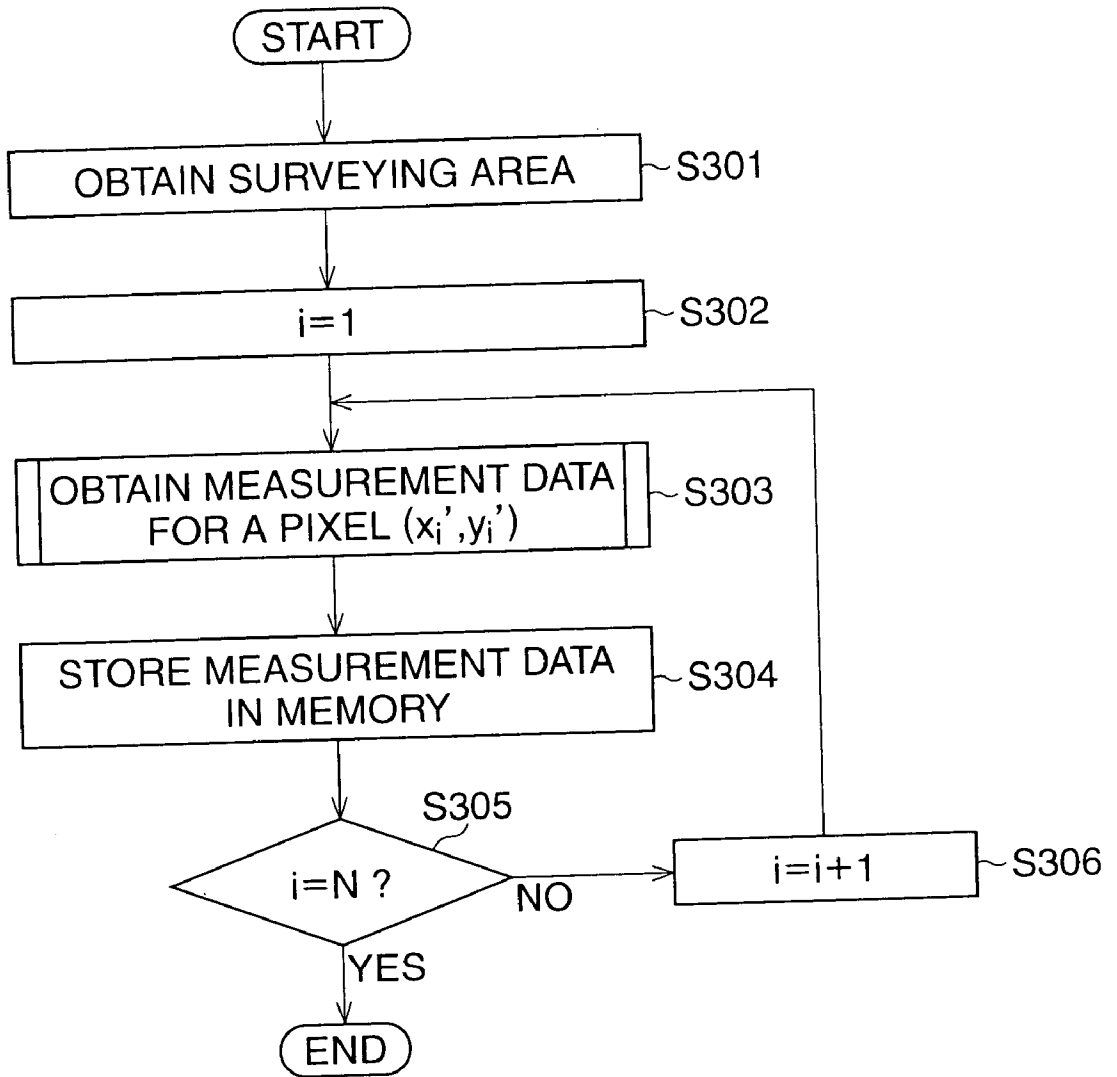 START
OBTAIN SURVEYING AREA
S301
i=1
S302
OBTAIN MEASUREMENT DATA
FOR A PIXEL (xi',yi')
S303
STORE MEASUREMENT DATA
IN MEMORY
S304
S305
i=N ?
NO
i=i+1
S306
YES
END